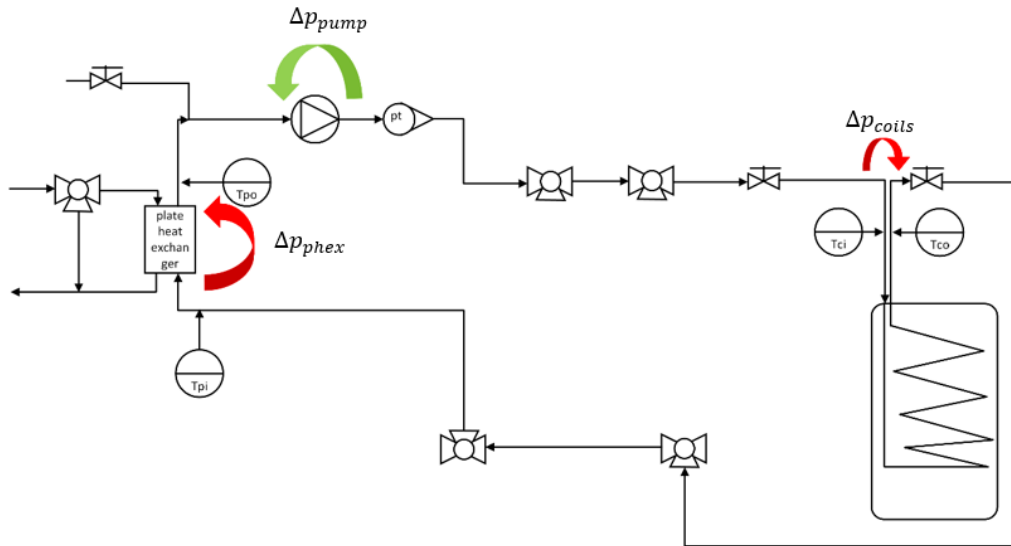 Δp_pump
pt
Δp_coils
Tpo
plate
heat
exchan
ger
Δp_phex
Tci
Tco
Tpi